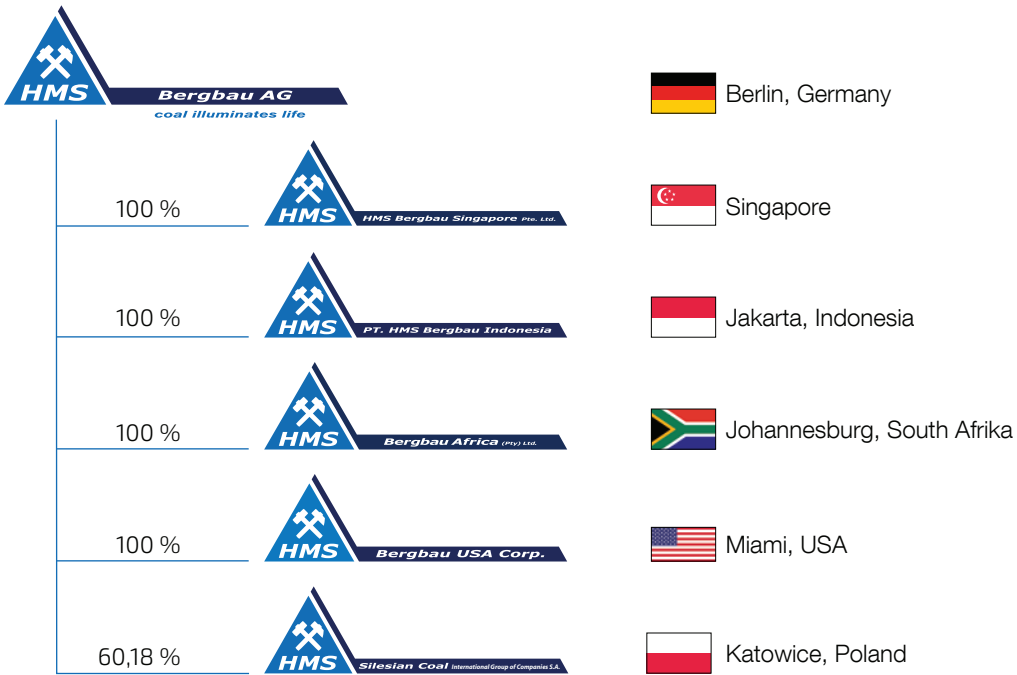 HMS
Bergbau AG
coal illuminates life
Berlin, Germany
100 %
HMS
HMS Bergbau Singapore Pte. Ltd.
Singapore
100 %
HMS
PT. HMS Bergbau Indonesia
Jakarta, Indonesia
100 %
HMS
Bergbau Africa (Pty) Ltd.
Johannesburg, South Afrika
100 %
HMS
Bergbau USA Corp.
Miami, USA
60,18 %
HMS
Silesian Coal International Group of Companies S.A.
Katowice, Poland